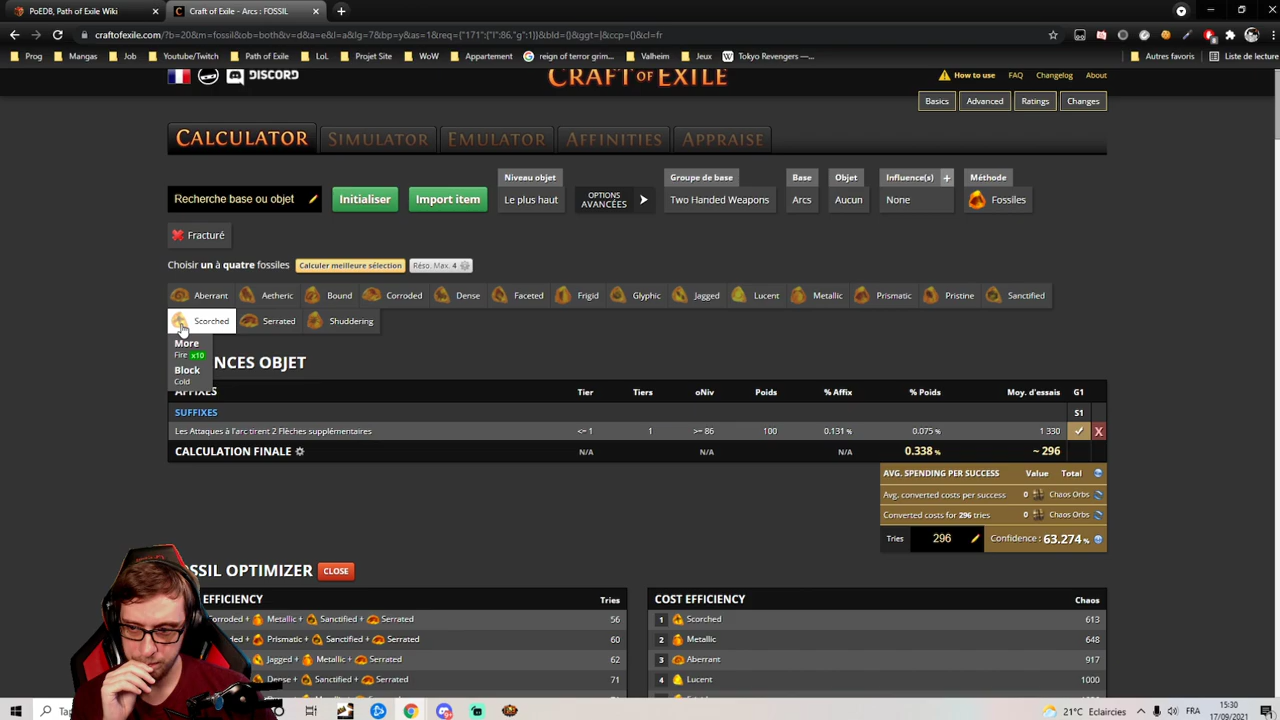 PoEDB, Path of Exile Wiki
Craft of Exile - Arcs : FOSSIL
craftofexile.com/?b=20&m=fossil&ob=both&v=d&a=e&l=a&lg=7&bp=y&as=1&req={"171":{"l":86,"g":1}}&bld={}&ggt=}&ccp={}&cl=fr
Prog
Mangas
Job
Youtube/Twitch
Path of Exile
LoL
Projet Site
WoW
Appartement
reign of terror grim...
Valheim
Jeux
Tokyo Revengers —...
Autres favoris
Liste de lecture
DISCORD
CRAFT OF EXILE
How to use FAQ Changelog About
Basics Advanced Ratings Changes
CALCULATOR SIMULATOR EMULATOR AFFINITIES APPRAISE
Niveau objet Groupe de base Base Objet Influence(s) + Méthode
Recherche base ou objet Initialiser Import item Le plus haut OPTIONS AVANCÉES Two Handed Weapons Arcs Aucun None Fossiles
Fracturé
Choisir un à quatre fossiles Calculer meilleure sélection Réso. Max. 4
Aberrant Aetheric Bound Corroded Dense Faceted Frigid Glyphic Jagged Lucent Metallic Prismatic Pristine Sanctified
Scorched Serrated Shuddering
More
Fire x10
Block
Cold
NCES OBJET
AFFIXES Tier Tiers oNiv Poids % Affix % Poids Moy. d'essais G1
SUFFIXES S1
Les Attaques à l'arc tirent 2 Flèches supplémentaires <= 1 1 >= 86 100 0.131 % 0.075 % 1 330 X
CALCULATION FINALE N/A N/A N/A 0.338 % ~ 296
AVG. SPENDING PER SUCCESS Value Total
Avg. converted costs per success 0 Chaos Orbs
Converted costs for 296 tries 0 Chaos Orbs
Tries 296 Confidence : 63.274 %
OSSIL OPTIMIZER CLOSE
EFFICIENCY Tries
Corroded + Metallic + Sanctified + Serrated 56
ded + Prismatic + Sanctified + Serrated 60
Jagged + Metallic + Serrated 62
Dense + Sanctified + Serrated 71
COST EFFICIENCY Chaos
1 Scorched 613
2 Metallic 648
3 Aberrant 917
4 Lucent 1000
21°C Eclaircies
FRA
15:30
17/09/2021